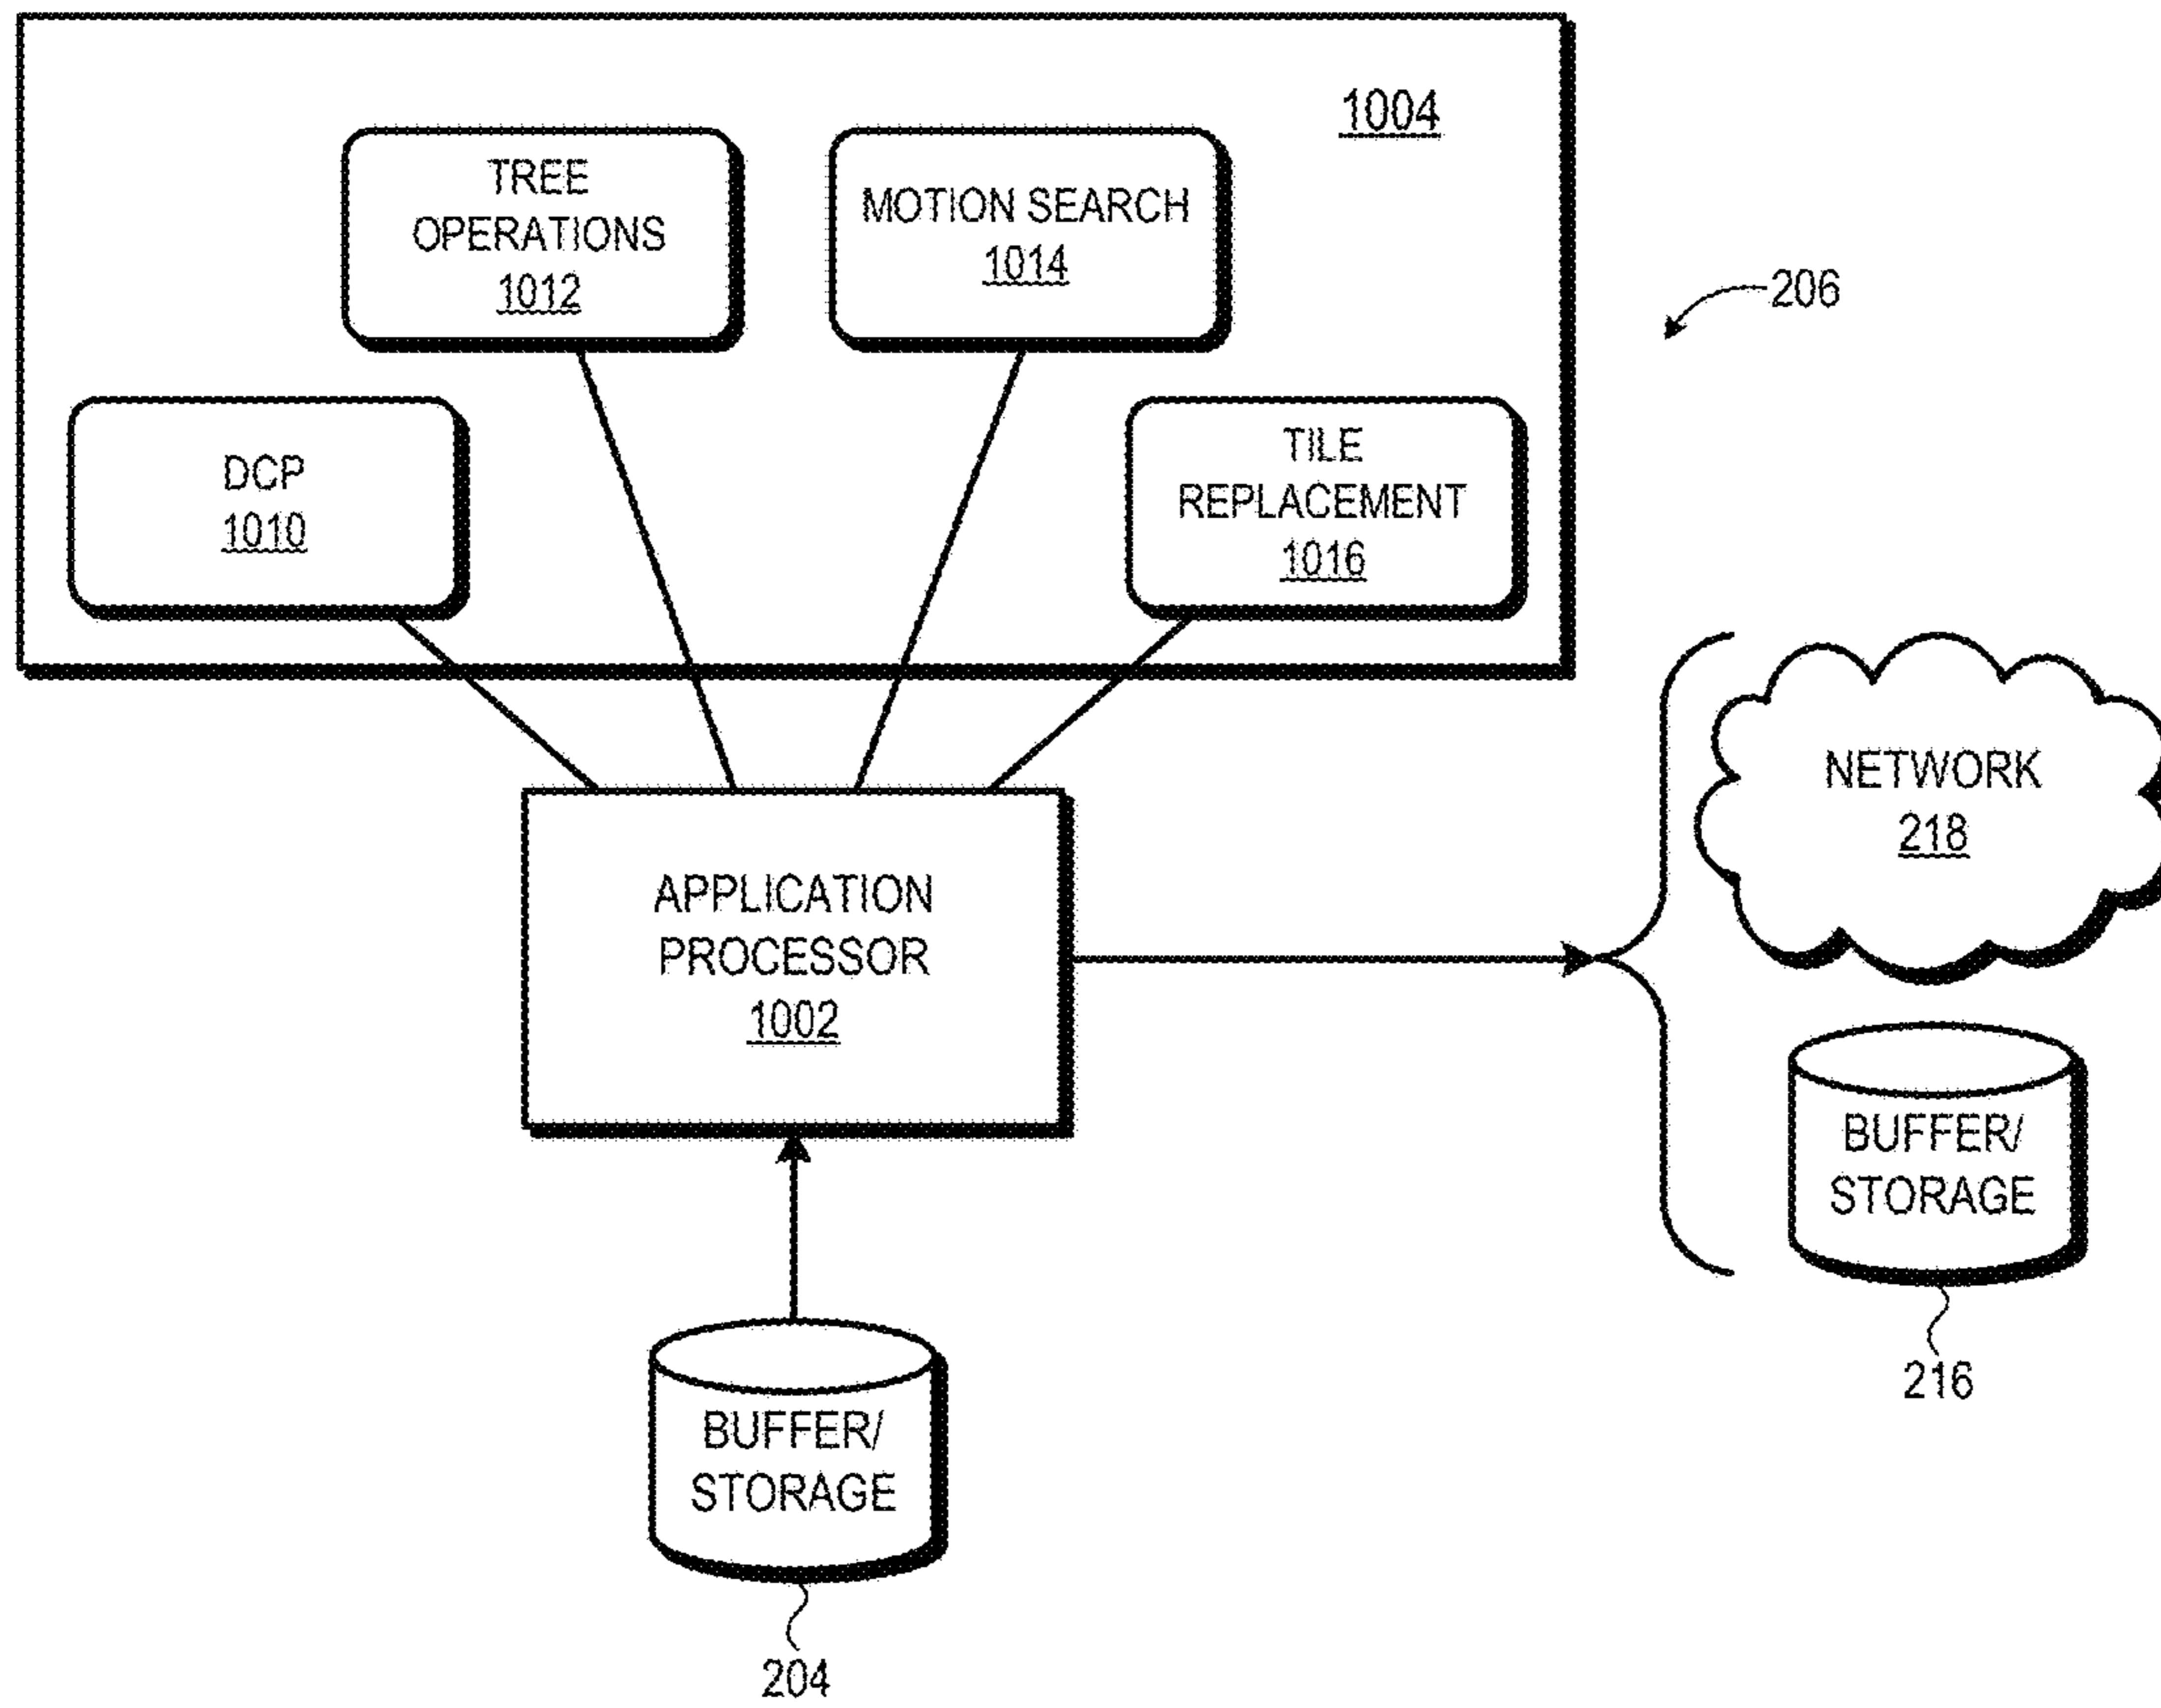 1004
TREE
OPERATIONS
1012
MOTION SEARCH
1014
206
DCP
1010
TILE
REPLACEMENT
1016
NETWORK
218
APPLICATION
PROCESSOR
1002
BUFFER/
STORAGE
216
BUFFER/
STORAGE
204